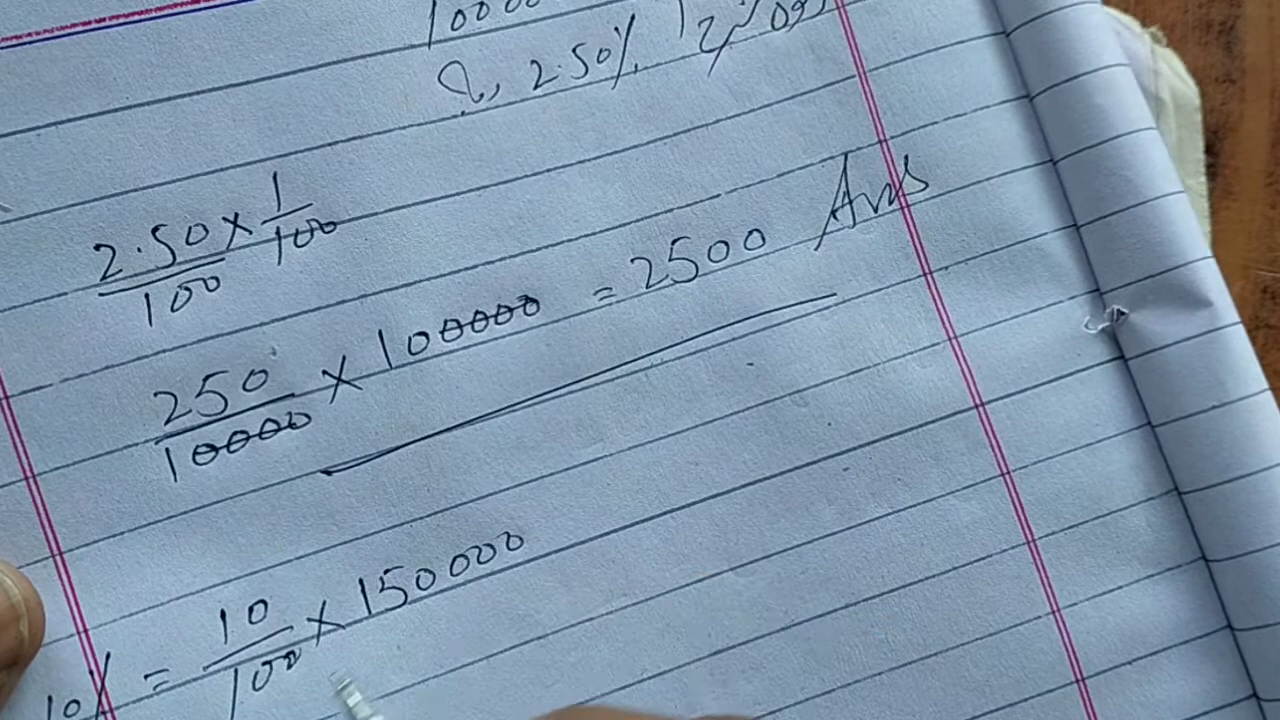 2.50%
2.50/100 × 1/100
250/10000 × 100000 = 2500 Ans
10% = 10/100 × 150000